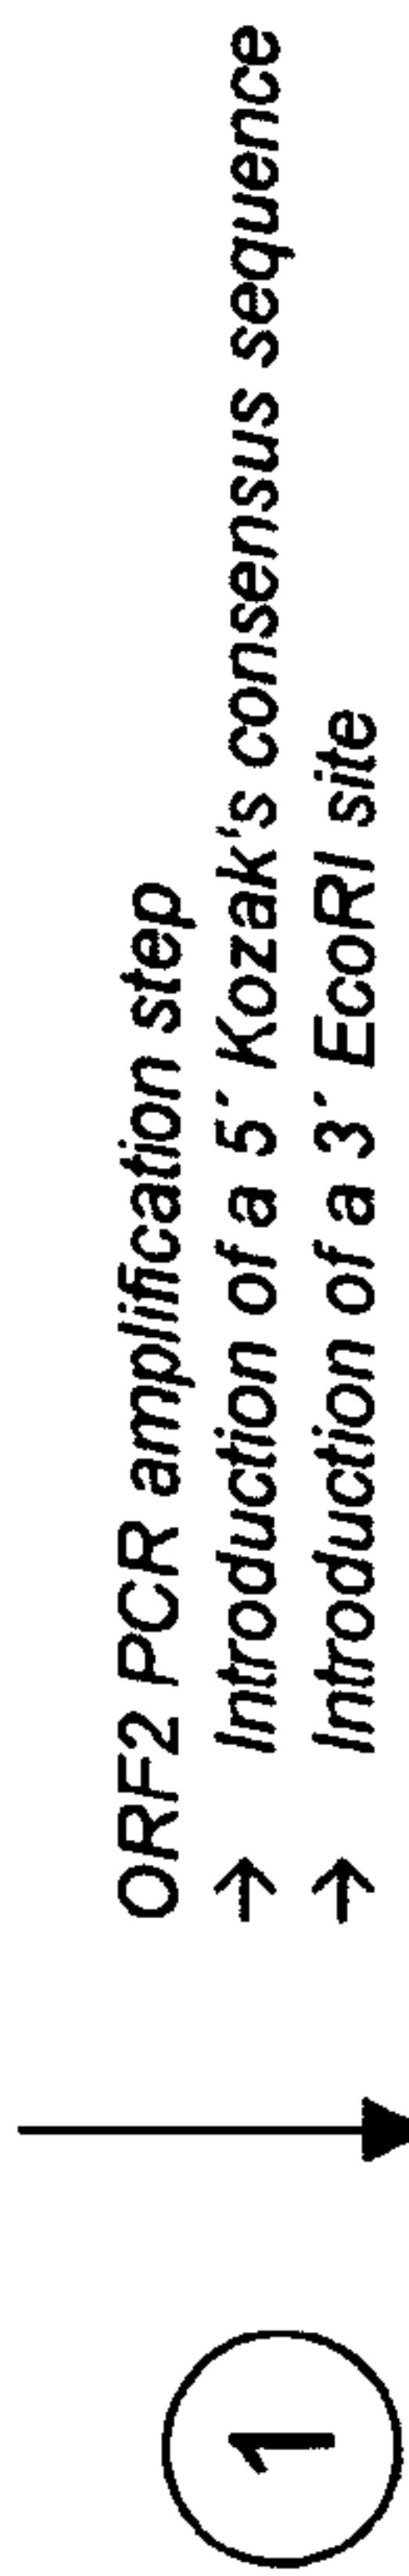 1
ORF2 PCR amplification step
→ Introduction of a 5´ Kozak's consensus sequence
→ Introduction of a 3´ EcoRI site